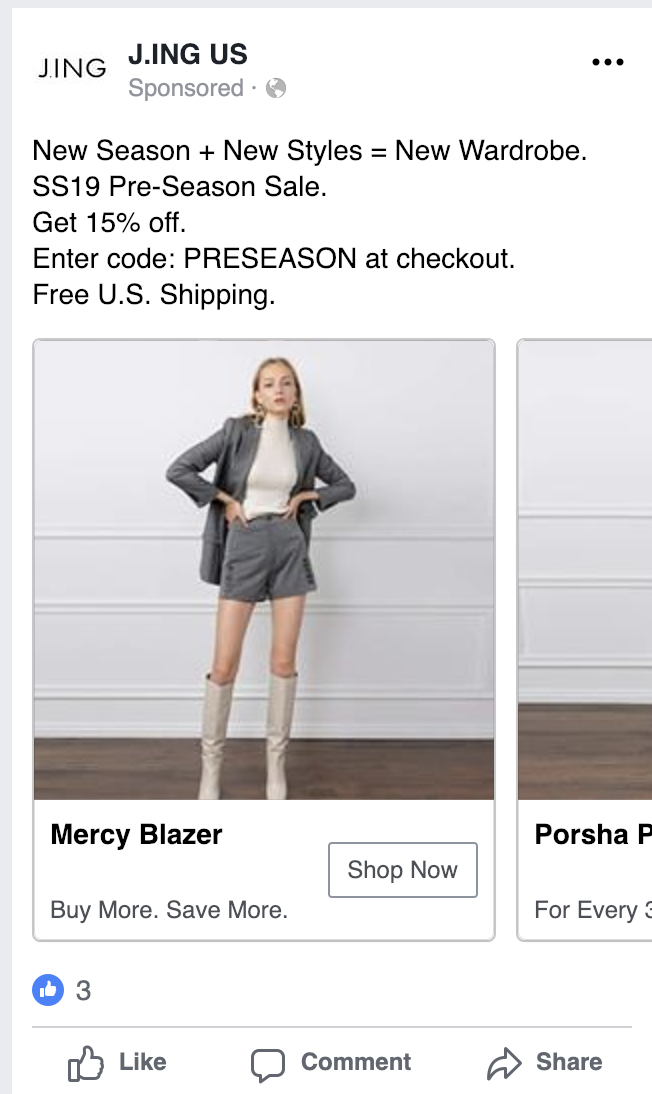 J.ING
J.ING US
Sponsored ·
New Season + New Styles = New Wardrobe.
SS19 Pre-Season Sale.
Get 15% off.
Enter code: PRESEASON at checkout.
Free U.S. Shipping.
Mercy Blazer
Shop Now
Buy More. Save More.
Porsha P
For Every 3
3
Like
Comment
Share